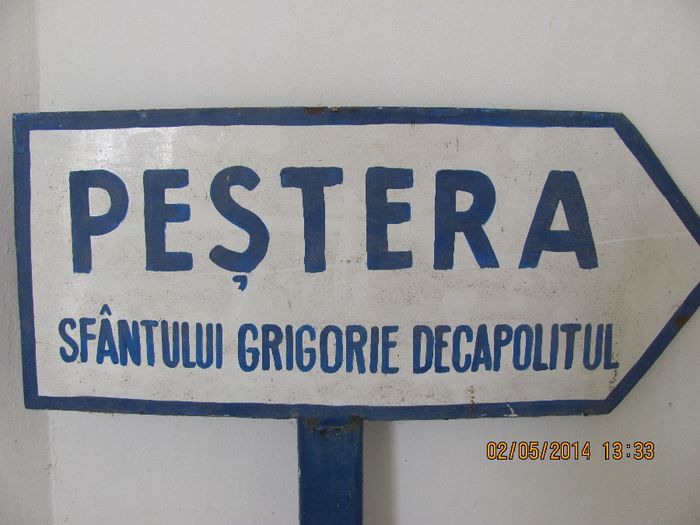 PEȘTERA
SFÂNTULUI GRIGORIE DECAPOLITUL
02/05/2014 13:33